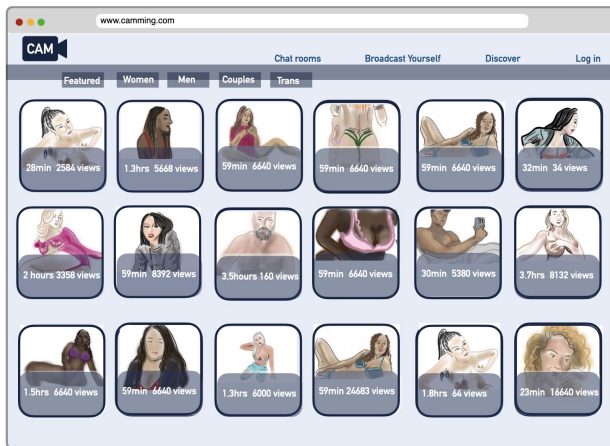 www.camming.com
CAM
Chat rooms Broadcast Yourself Discover Log in
Featured Women Men Couples Trans
28min 2584 views
1.3hrs 5668 views
59min 6640 views
59min 6640 views
59min 6640 views
32min 34 views
2 hours 3358 views
59min 8392 views
3,5hours 160 views
59min 6640 views
30min 5380 views
3.7hrs 8132 views
1.5hrs 6640 views
59min 6640 views
1,3hrs 6000 views
59min 24683 views
1.8hrs 64 views
23min 16640 views